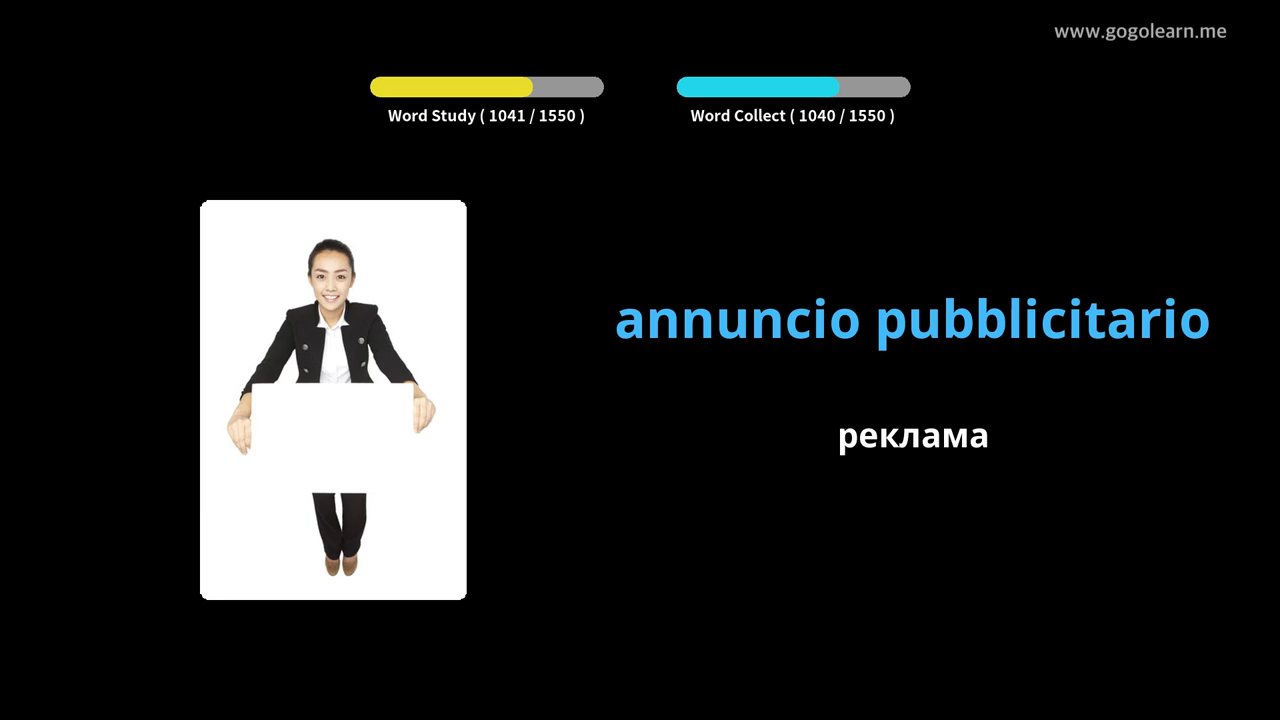 www.gogolearn.me
Word Study ( 1041 / 1550 )
Word Collect ( 1040 / 1550 )
annuncio pubblicitario
реклама